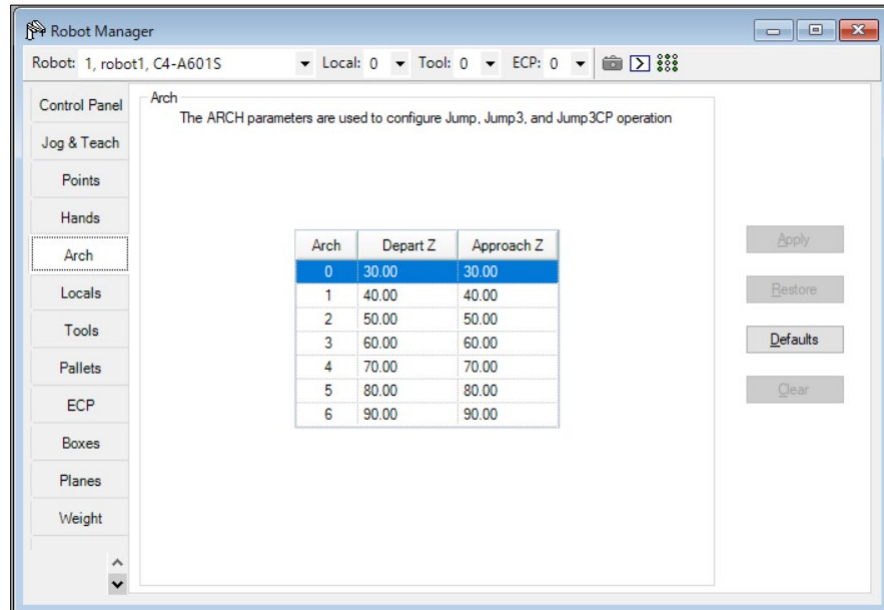 Robot Manager
Robot: 1, robot1, C4-A601S Local: 0 Tool: 0 ECP: 0
Control Panel
Jog & Teach
Points
Hands
Arch
Locals
Tools
Pallets
ECP
Boxes
Planes
Weight
Arch
The ARCH parameters are used to configure Jump, Jump3, and Jump3CP operation
Arch Depart Z Approach Z
0 30.00 30.00
1 40.00 40.00
2 50.00 50.00
3 60.00 60.00
4 70.00 70.00
5 80.00 80.00
6 90.00 90.00
Apply
Restore
Defaults
Clear